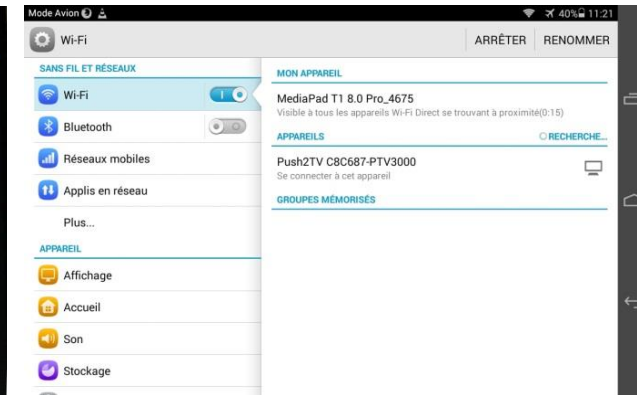 Mode Avion
40% 11:21
Wi-Fi
ARRÊTER
RENOMMER
SANS FIL ET RÉSEAUX
Wi-Fi
Bluetooth
Réseaux mobiles
Applis en réseau
Plus...
APPAREIL
Affichage
Accueil
Son
Stockage
MON APPAREIL
MediaPad T1 8.0 Pro_4675
Visible à tous les appareils Wi-Fi Direct se trouvant à proximité(0:15)
APPAREILS
RECHERCHE...
Push2TV C8C687-PTV3000
Se connecter à cet appareil
GROUPES MÉMORISÉS